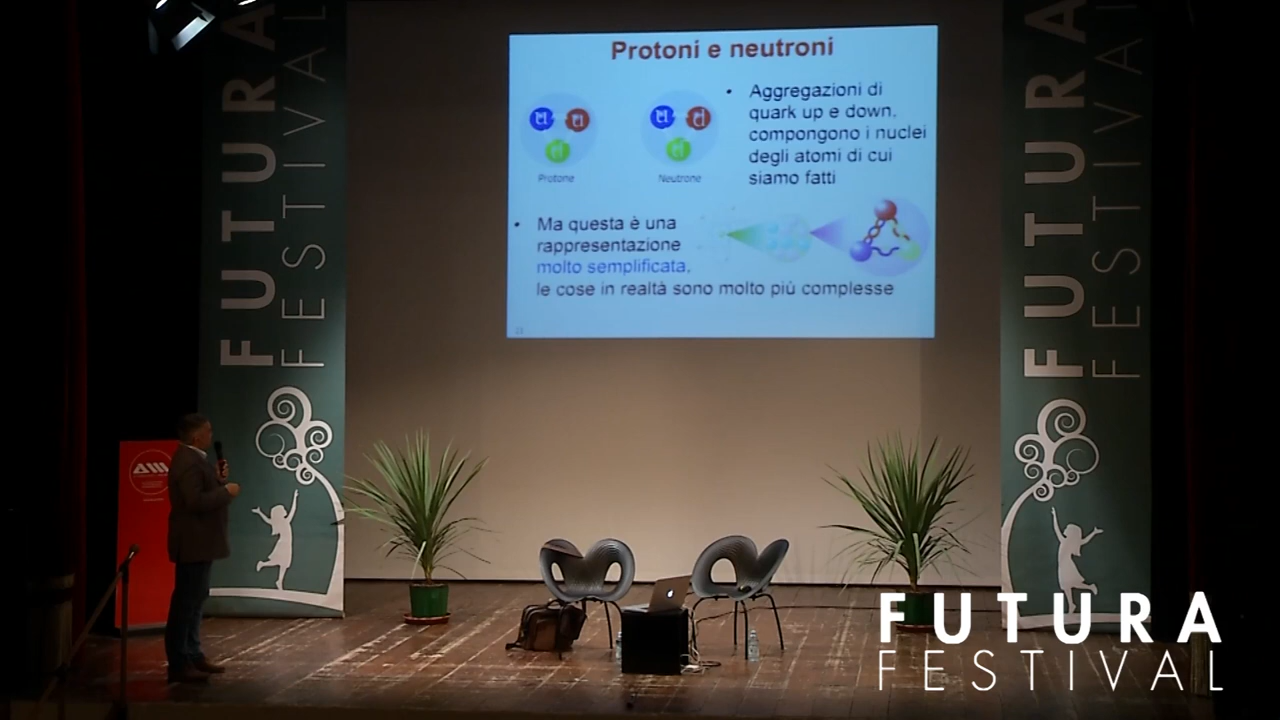 FUTURA
FESTIVAL
Protoni e neutroni
u u
d
Protone
u d
d
Neutrone
• Aggregazioni di
quark up e down,
compongono i nuclei
degli atomi di cui
siamo fatti
• Ma questa è una
rappresentazione
molto semplificata,
le cose in realtà sono molto più complesse
FUTURA
FESTIVAL
FUTURA
FESTIVAL